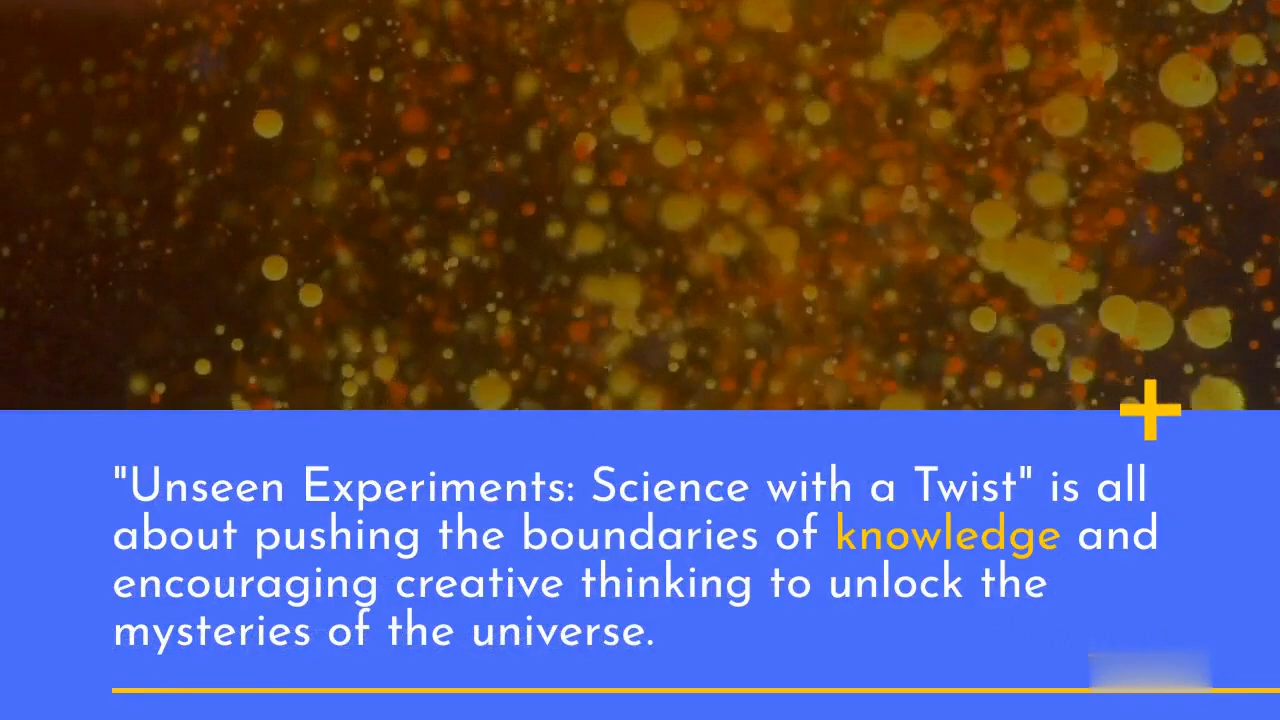 "Unseen Experiments: Science with a Twist" is all
about pushing the boundaries of knowledge and
encouraging creative thinking to unlock the
mysteries of the universe.